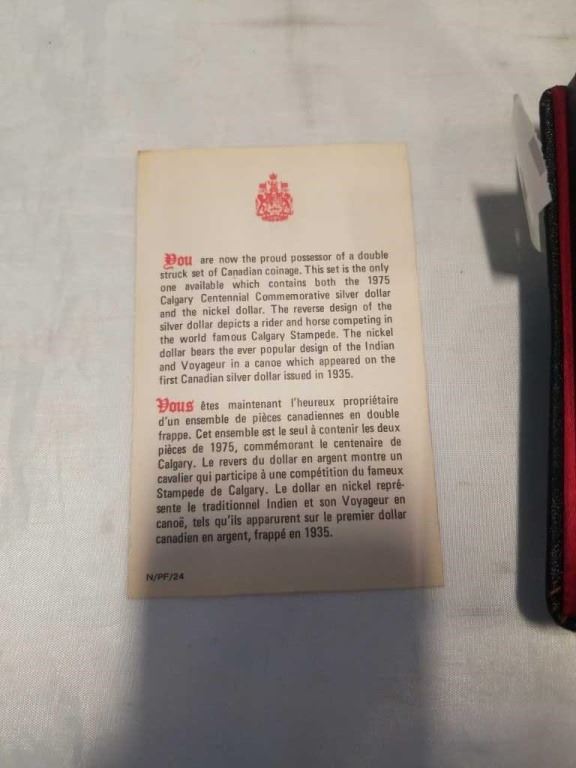 You are now the proud possessor of a double
struck set of Canadian coinage. This set is the only
one available which contains both the 1975
Calgary Centennial Commemorative silver dollar
and the nickel dollar. The reverse design of the
silver dollar depicts a rider and horse competing in
the world famous Calgary Stampede. The nickel
dollar bears the ever popular design of the Indian
and Voyageur in a canoe which appeared on the
first Canadian silver dollar issued in 1935.
Vous êtes maintenant l'heureux propriétaire
d'un ensemble de pièces canadiennes en double
frappe. Cet ensemble est le seul à contenir les deux
pièces de 1975, commémorant le centenaire de
Calgary. Le revers du dollar en argent montre un
cavalier qui participe à une compétition du fameux
Stampede de Calgary. Le dollar en nickel repré-
sente le traditionnel Indien et son Voyageur en
canoë, tels qu'ils apparurent sur le premier dollar
canadien en argent, frappé en 1935.
N/PF/24